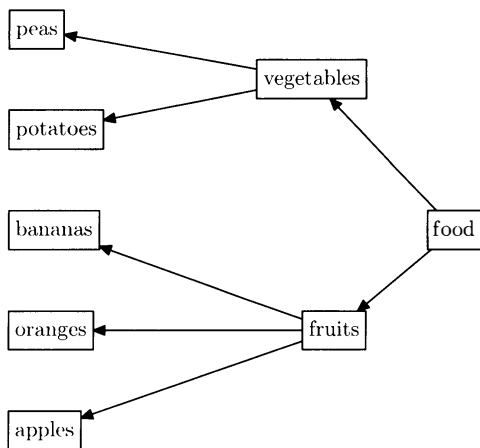 peas
vegetables
potatoes
bananas
food
oranges
fruits
apples